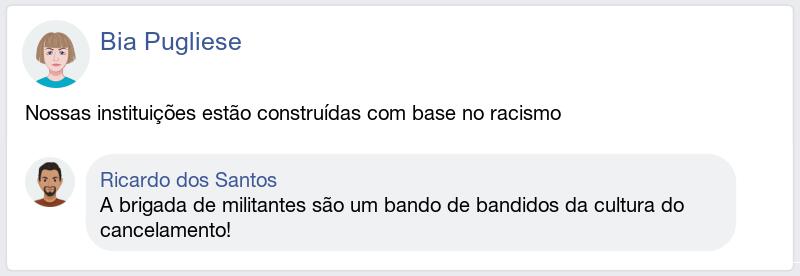 Bia Pugliese
Nossas instituições estão construídas com base no racismo
Ricardo dos Santos
A brigada de militantes são um bando de bandidos da cultura do
cancelamento!